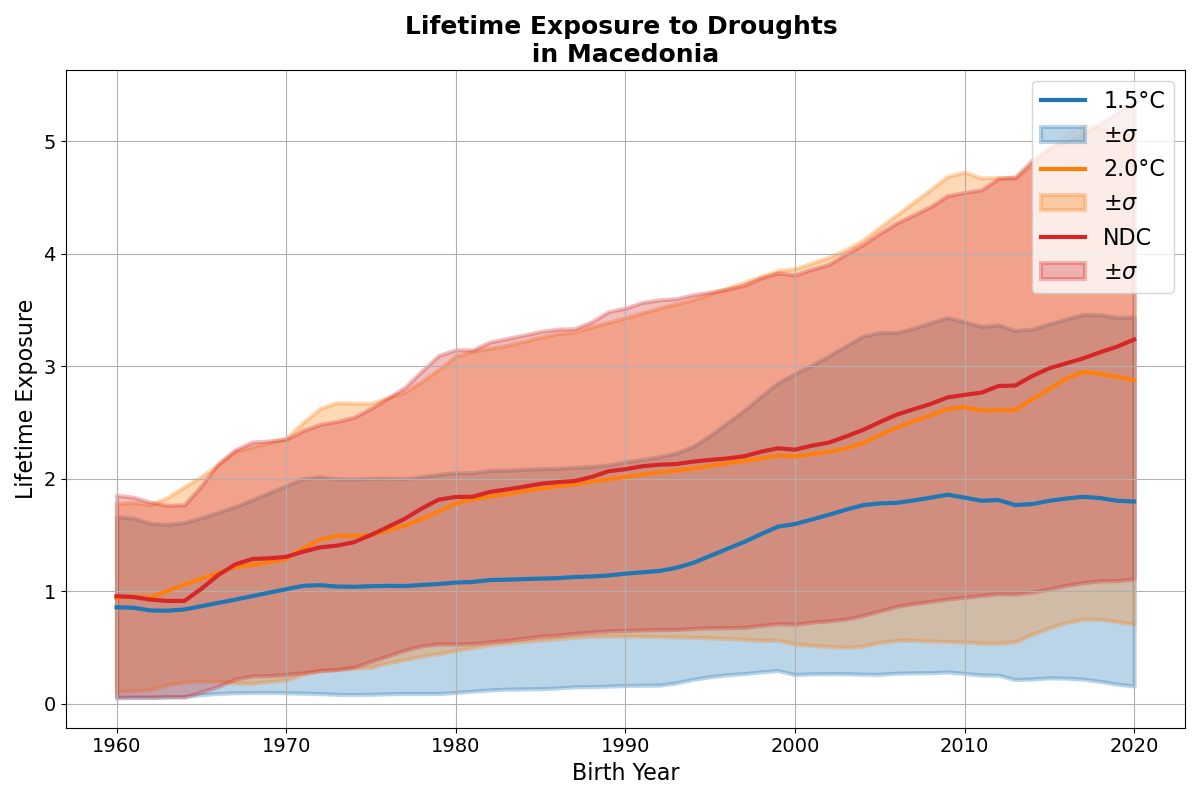 Lifetime Exposure to Droughts
in Macedonia
Lifetime Exposure
5
4
3
2
1
0
1960 1970 1980 1990 2000 2010 2020
Birth Year
1.5°C
±σ
2.0°C
±σ
NDC
±σ